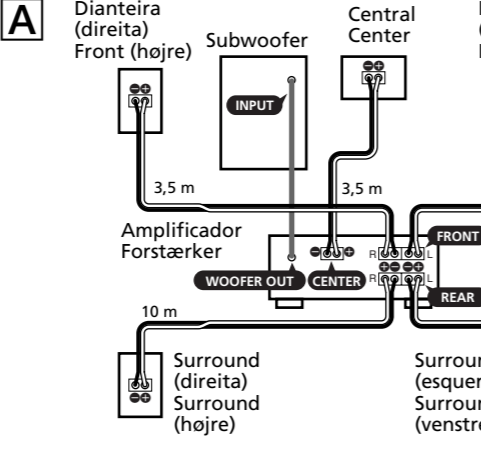 A
Dianteira
(direita)
Front (højre)
Subwoofer
Central
Center
INPUT
3,5 m
3,5 m
Amplificador
Forstærker
FRONT
R
L
WOOFER OUT
CENTER
R
L
REAR
10 m
Surround
(direita)
Surround
(højre)